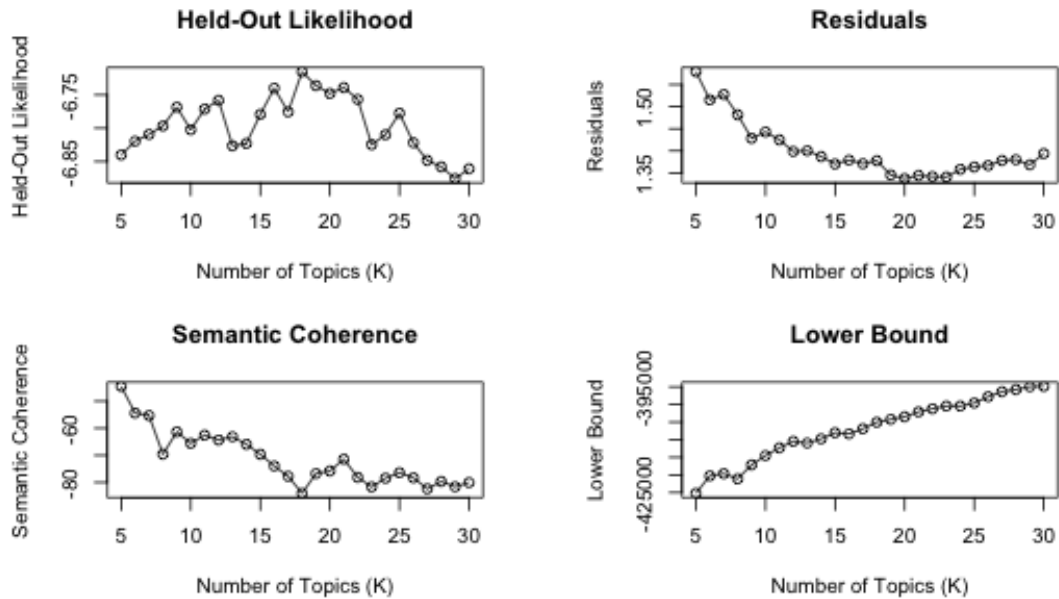 Held-Out Likelihood
Held-Out Likelihood
-6.75
-6.85
5 10 15 20 25 30
Number of Topics (K)
Residuals
Residuals
1.50
1.35
5 10 15 20 25 30
Number of Topics (K)
Semantic Coherence
Semantic Coherence
-60
-80
5 10 15 20 25 30
Number of Topics (K)
Lower Bound
Lower Bound
-395000
-425000
5 10 15 20 25 30
Number of Topics (K)